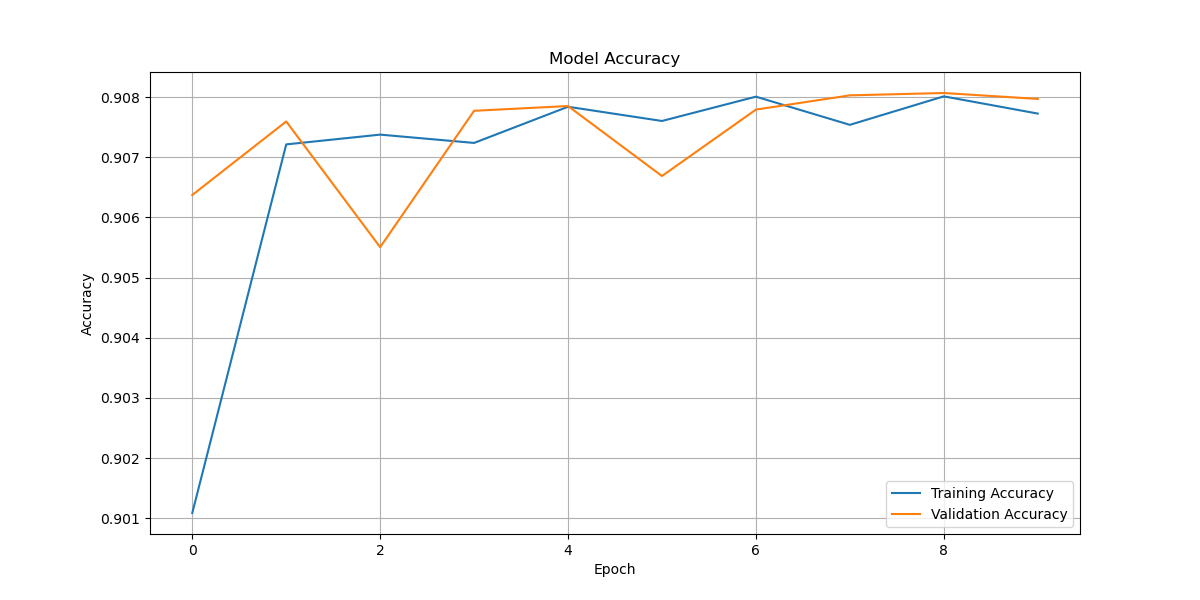 Model Accuracy
0.908
0.907
0.906
0.905
0.904
0.903
0.902
0.901
Accuracy
0 2 4 6 8
Epoch
Training Accuracy
Validation Accuracy